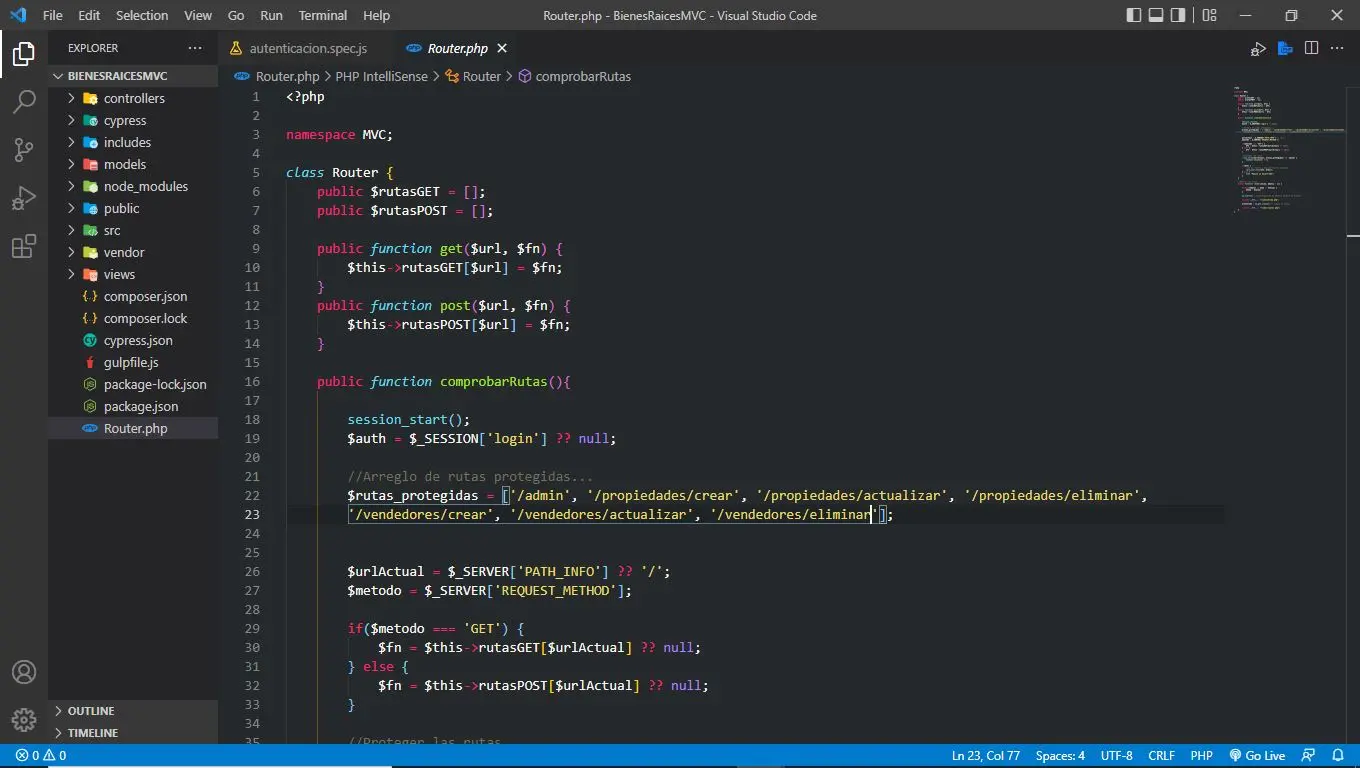 File Edit Selection View Go Run Terminal Help Router.php - BienesRaicesMVC - Visual Studio Code
EXPLORER ··· autenticacion.spec.js Router.php
BIENESRAICESMVC
Router.php > PHP IntelliSense > Router > comprobarRutas
controllers
cypress
includes
models
node_modules
public
src
vendor
views
composer.json
composer.lock
cypress.json
gulpfile.js
package-lock.json
package.json
Router.php
OUTLINE
TIMELINE
1 <?php
2
3 namespace MVC;
4
5 class Router {
6 public $rutasGET = [];
7 public $rutasPOST = [];
8
9 public function get($url, $fn) {
10 $this->rutasGET[$url] = $fn;
11 }
12 public function post($url, $fn) {
13 $this->rutasPOST[$url] = $fn;
14 }
15
16 public function comprobarRutas(){
17
18 session_start();
19 $auth = $_SESSION['login'] ?? null;
20
21 //Arreglo de rutas protegidas...
22 $rutas_protegidas = ['/admin', '/propiedades/crear', '/propiedades/actualizar', '/propiedades/eliminar',
23 '/vendedores/crear', '/vendedores/actualizar', '/vendedores/eliminar'];
24
25
26 $urlActual = $_SERVER['PATH_INFO'] ?? '/';
27 $metodo = $_SERVER['REQUEST_METHOD'];
28
29 if($metodo === 'GET') {
30 $fn = $this->rutasGET[$urlActual] ?? null;
31 } else {
32 $fn = $this->rutasPOST[$urlActual] ?? null;
33 }
34
35 //Proteger las rutas
0 0 Ln 23, Col 77 Spaces: 4 UTF-8 CRLF PHP Go Live